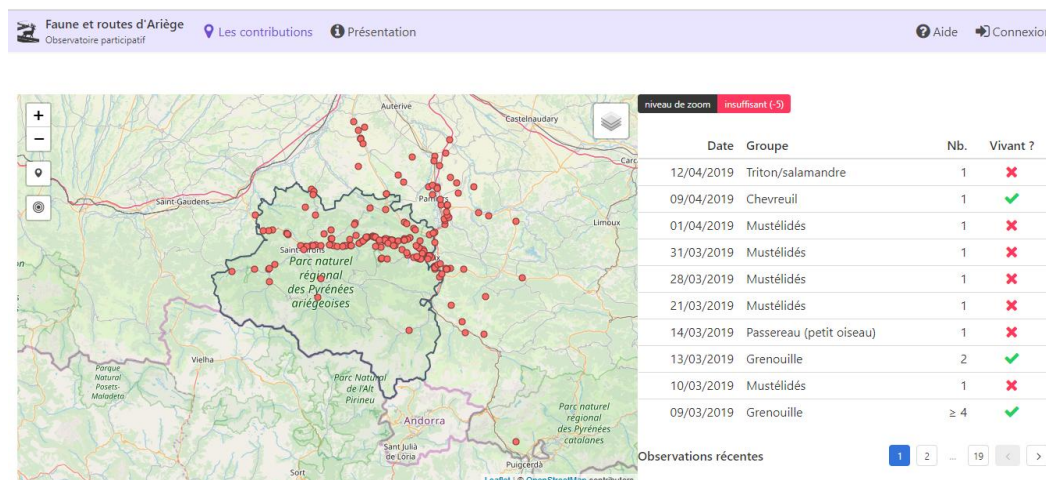 Faune et routes d'Ariège
Observatoire participatif
Les contributions
Présentation
Aide
Connexion
+
−
Auterive
Castelnaudary
Saint-Gaudens
Limoux
Parc naturel
régional
des Pyrénées
ariégeoises
Vielha
Parque
Natural
Posets-
Maladeta
Parc Natural
de l'Alt
Pirineu
Andorra
Parc naturel
régional
des Pyrénées
catalanes
Sant Julià
de Lòria
Puigcerdà
Sort
Leaflet | © OpenStreetMap contributors
niveau de zoom insuffisant (-5)
Date Groupe Nb. Vivant ?
12/04/2019 Triton/salamandre 1
09/04/2019 Chevreuil 1
01/04/2019 Mustélidés 1
31/03/2019 Mustélidés 1
28/03/2019 Mustélidés 1
21/03/2019 Mustélidés 1
14/03/2019 Passereau (petit oiseau) 1
13/03/2019 Grenouille 2
10/03/2019 Mustélidés 1
09/03/2019 Grenouille ≥ 4
Observations récentes
1 2 ... 19 < >